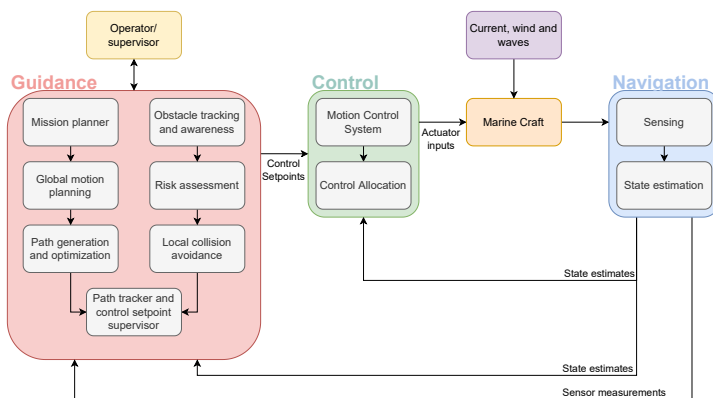 Operator/
supervisor
Current, wind and
waves
Guidance
Control
Navigation
Mission planner
Obstacle tracking
and awareness
Motion Control
System
Actuator
inputs
Marine Craft
Sensing
Control
Setpoints
Global motion
planning
Risk assessment
Control Allocation
State estimation
Path generation
and optimization
Local collision
avoidance
State estimates
Path tracker and
control setpoint
supervisor
State estimates
Sensor measurements